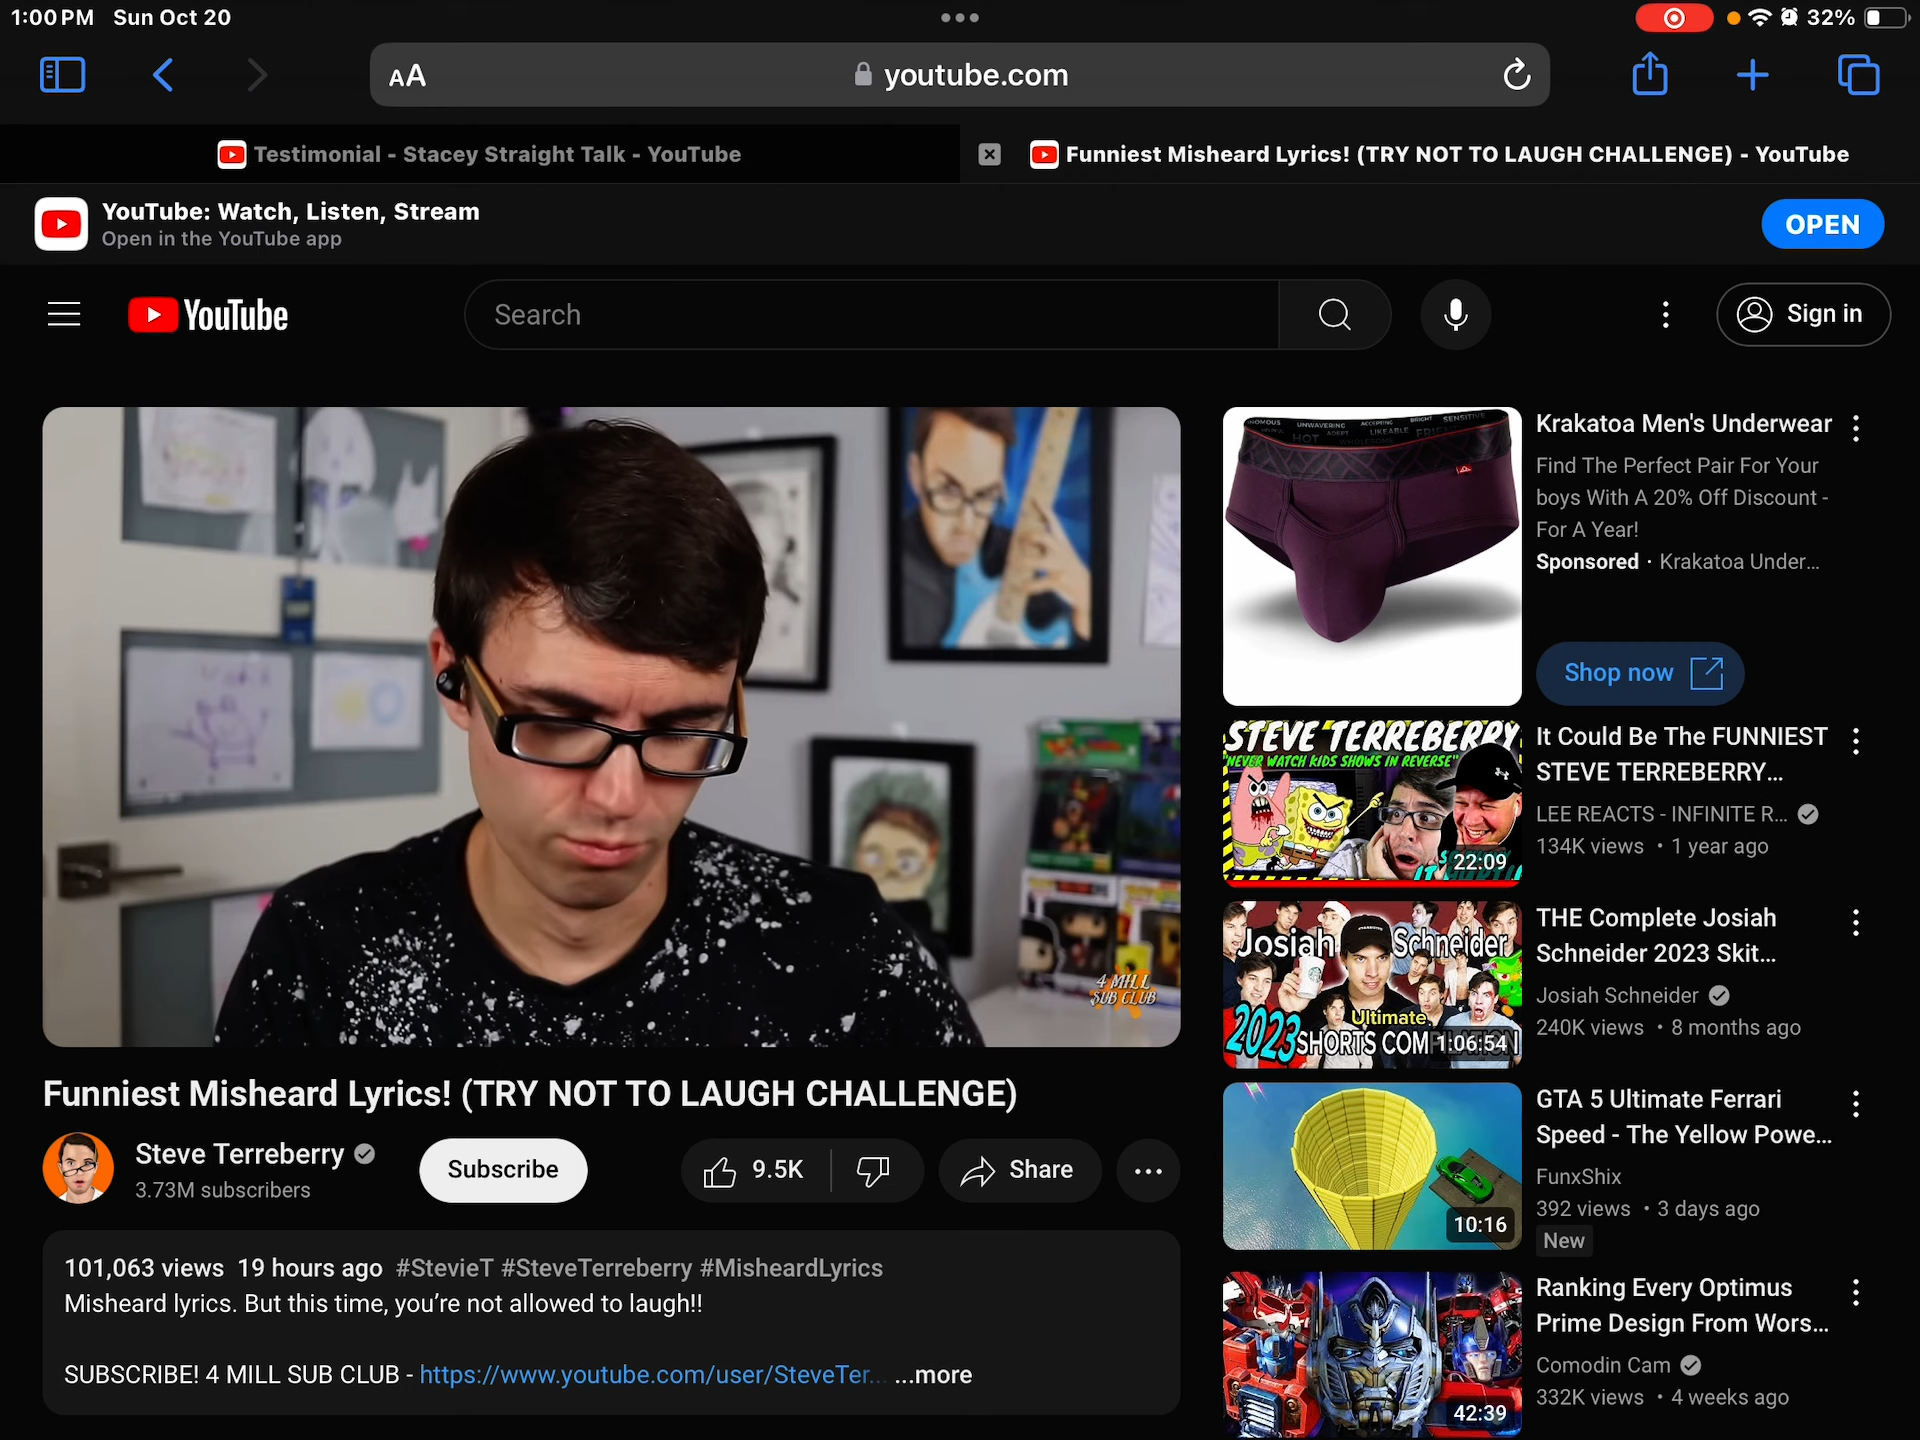 1:00 PM Sun Oct 20
32%
AA
youtube.com
Testimonial - Stacey Straight Talk - YouTube
Funniest Misheard Lyrics! (TRY NOT TO LAUGH CHALLENGE) - YouTube
YouTube: Watch, Listen, Stream
Open in the YouTube app
OPEN
YouTube
Search
Sign in
4 MILL
SUB CLUB
Funniest Misheard Lyrics! (TRY NOT TO LAUGH CHALLENGE)
Steve Terreberry
3.73M subscribers
Subscribe
9.5K
Share
101,063 views 19 hours ago #StevieT #SteveTerreberry #MisheardLyrics
Misheard lyrics. But this time, you're not allowed to laugh!!
SUBSCRIBE! 4 MILL SUB CLUB - https://www.youtube.com/user/SteveTer... ...more
UNWAVERING
ACCEPTING
BRIGHT
SENSITIVE
HOT
ADEPT
LIKEABLE
WHOLESOME
Krakatoa Men's Underwear
Find The Perfect Pair For Your
boys With A 20% Off Discount -
For A Year!
Sponsored · Krakatoa Under...
Shop now
STEVE TERREBERRY
"NEVER WATCH KIDS SHOWS IN REVERSE"
22:09
It Could Be The FUNNIEST
STEVE TERREBERRY...
LEE REACTS - INFINITE R...
134K views • 1 year ago
Josiah Schneider
Ultimate
2023 SHORTS COMPILATION
1:06:54
THE Complete Josiah
Schneider 2023 Skit...
Josiah Schneider
240K views • 8 months ago
10:16
GTA 5 Ultimate Ferrari
Speed - The Yellow Powe...
FunxShix
392 views • 3 days ago
New
42:39
Ranking Every Optimus
Prime Design From Wors...
Comodin Cam
332K views • 4 weeks ago